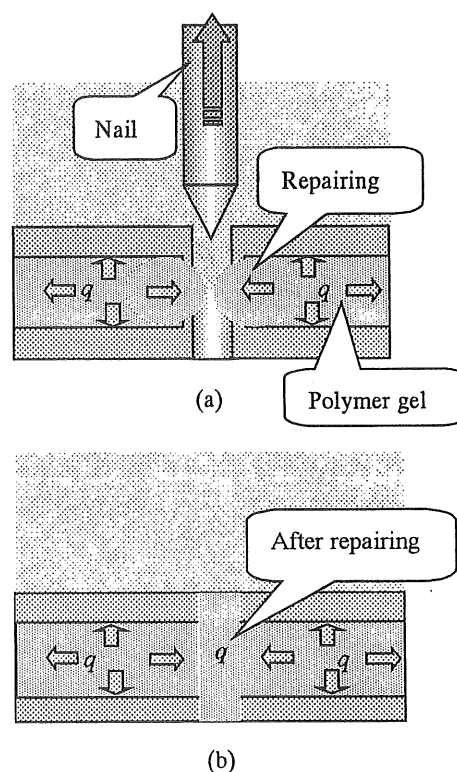 Nail
Repairing
q
q
Polymer gel
(a)
After repairing
q
q
q
(b)